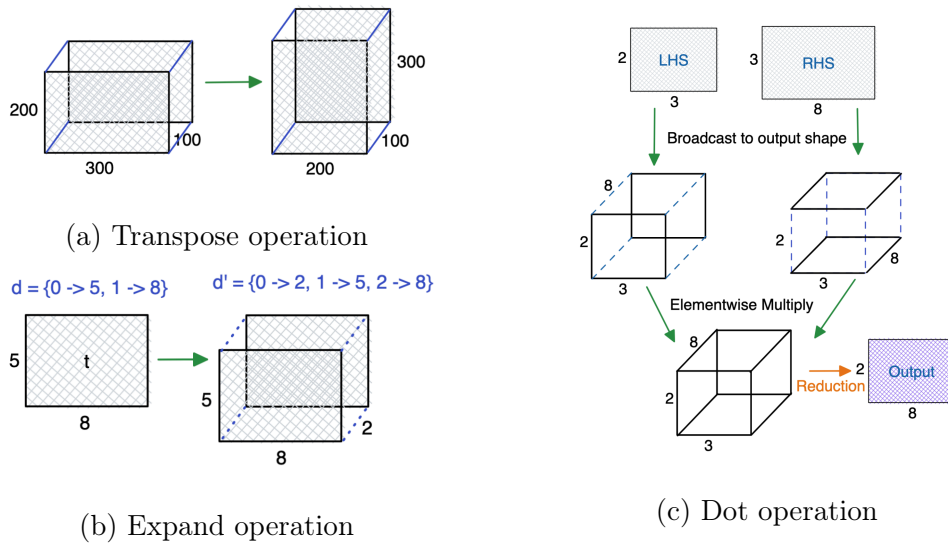 200
300
100
300
100
200
(a) Transpose operation
d = {0 -> 5, 1 -> 8}
d' = {0 -> 2, 1 -> 5, 2 -> 8}
5
t
8
5
8
2
(b) Expand operation
2
LHS
3
3
RHS
8
Broadcast to output shape
8
2
3
2
8
3
Elementwise Multiply
8
2
3
Reduction
2
Output
8
(c) Dot operation